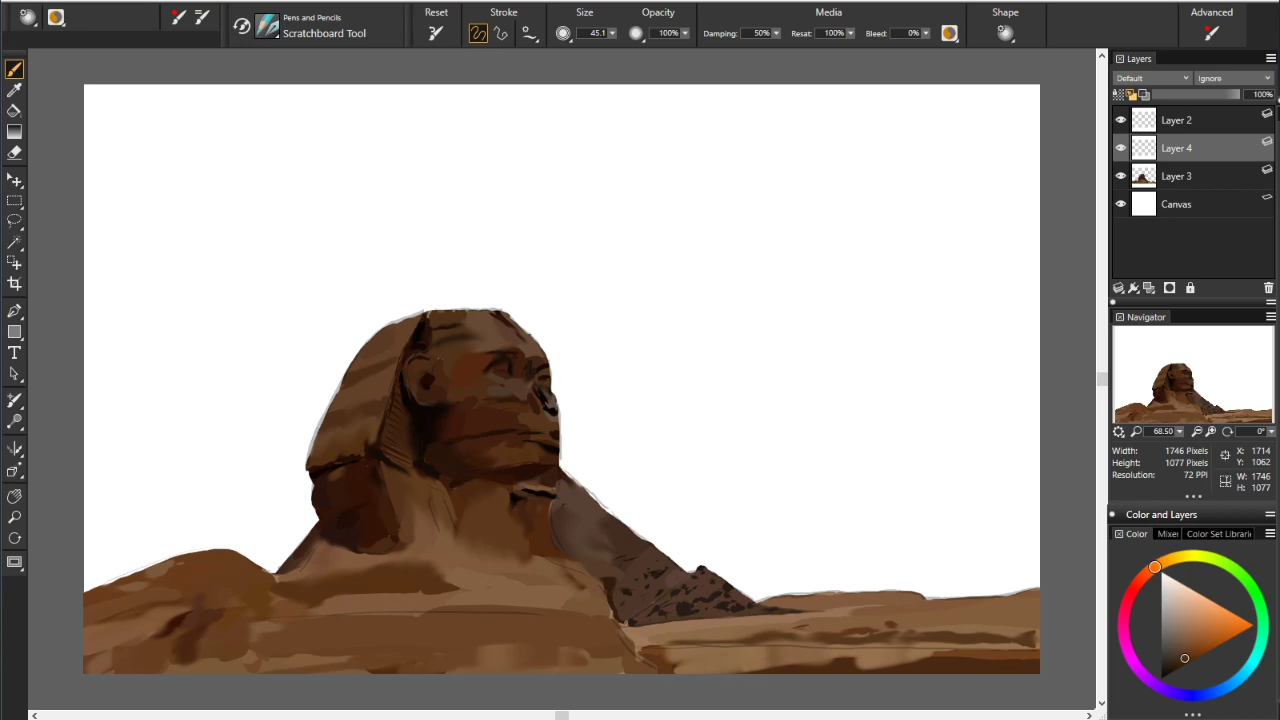 Pens and Pencils
Scratchboard Tool
Reset
Stroke
Size
45.1
Opacity
100%
Media
Damping: 50% Resat: 100% Bleed: 0%
Shape
Advanced
Layers
Default Ignore
100%
Layer 2
Layer 4
Layer 3
Canvas
Navigator
68.50 0°
Width: 1746 Pixels X: 1714
Height: 1077 Pixels Y: 1062
Resolution: 72 PPI W: 1746
H: 1077
Color and Layers
Color Mixer Color Set Librari
T